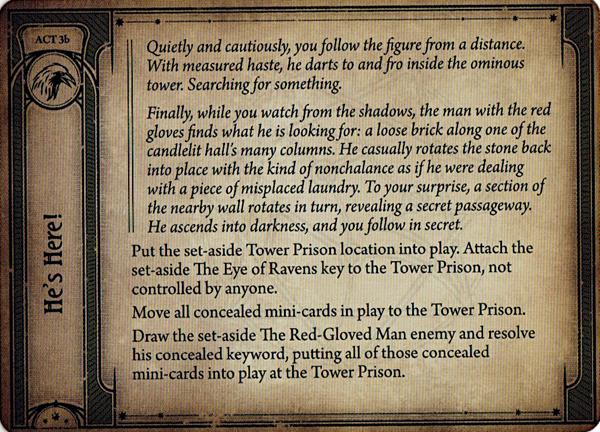 ACT 3b
He's Here!
Quietly and cautiously, you follow the figure from a distance.
With measured haste, he darts to and fro inside the ominous
tower. Searching for something.
Finally, while you watch from the shadows, the man with the red
gloves finds what he is looking for: a loose brick along one of the
candlelit hall's many columns. He casually rotates the stone back
into place with the kind of nonchalance as if he were dealing
with a piece of misplaced laundry. To your surprise, a section of
the nearby wall rotates in turn, revealing a secret passageway.
He ascends into darkness, and you follow in secret.
Put the set-aside Tower Prison location into play. Attach the
set-aside The Eye of Ravens key to the Tower Prison, not
controlled by anyone.
Move all concealed mini-cards in play to the Tower Prison.
Draw the set-aside The Red-Gloved Man enemy and resolve
his concealed keyword, putting all of those concealed
mini-cards into play at the Tower Prison.